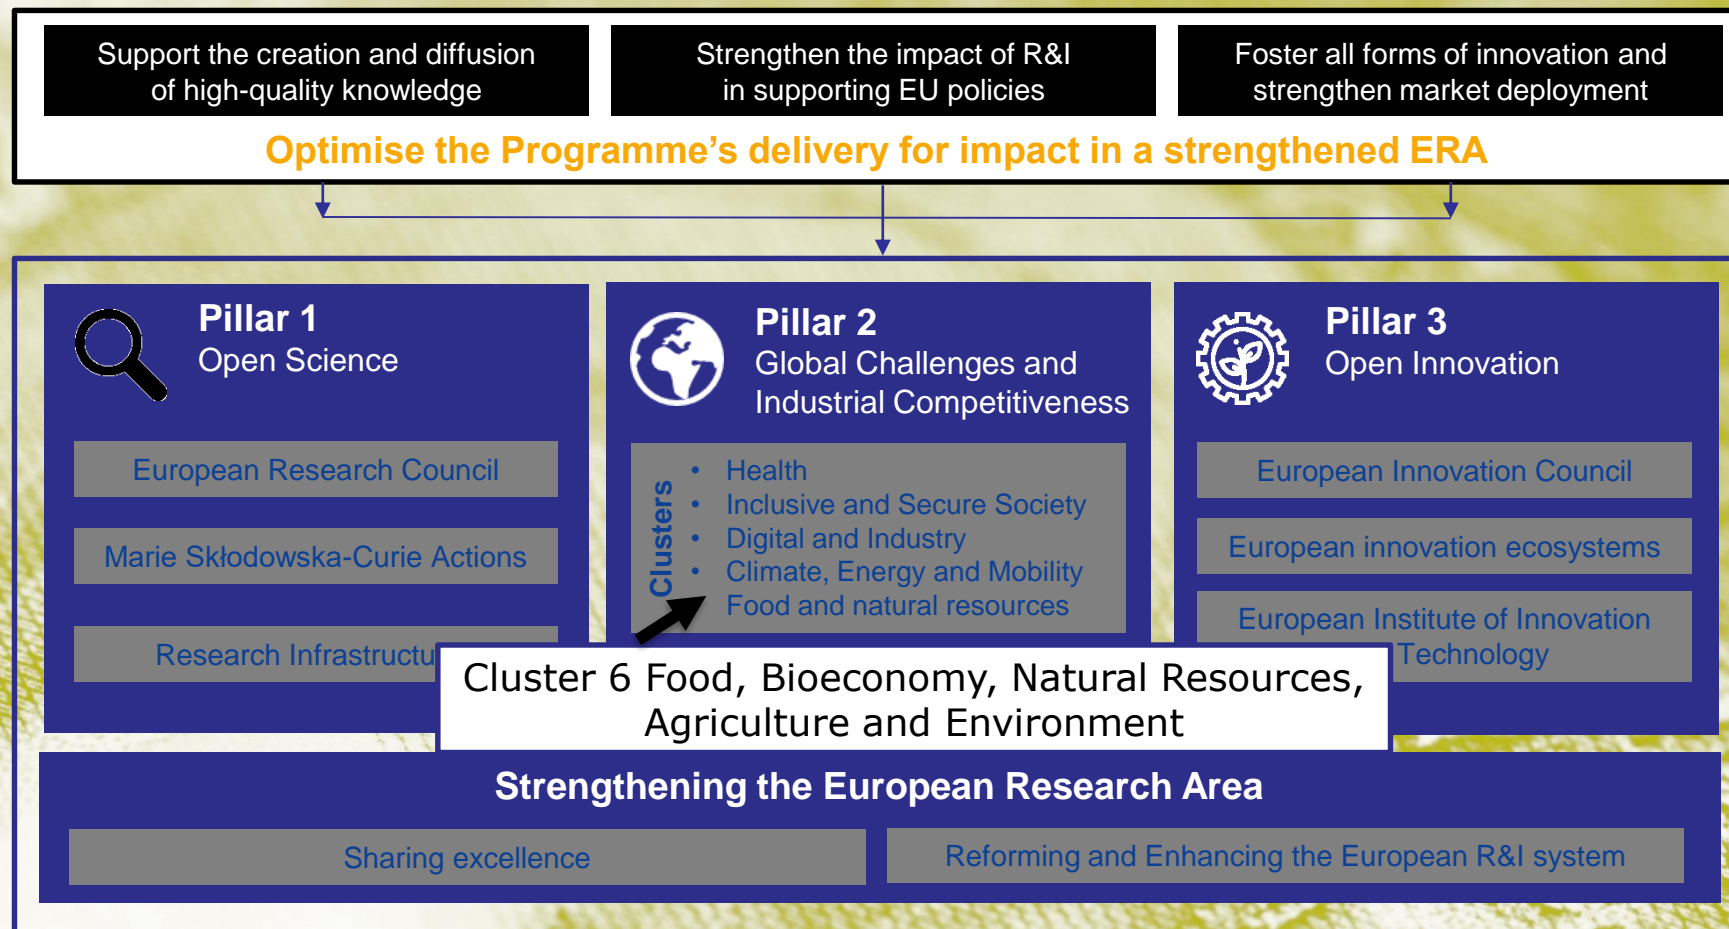 Support the creation and diffusion
of high-quality knowledge
Strengthen the impact of R&I
in supporting EU policies
Foster all forms of innovation and
strengthen market deployment
Optimise the Programme’s delivery for impact in a strengthened ERA
Pillar 1
Open Science
European Research Council
Marie Skłodowska-Curie Actions
Research Infrastructu
Pillar 2
Global Challenges and
Industrial Competitiveness
Clusters
• Health
• Inclusive and Secure Society
• Digital and Industry
• Climate, Energy and Mobility
Food and natural resources
Pillar 3
Open Innovation
European Innovation Council
European innovation ecosystems
European Institute of Innovation
Technology
Cluster 6 Food, Bioeconomy, Natural Resources,
Agriculture and Environment
Strengthening the European Research Area
Sharing excellence
Reforming and Enhancing the European R&I system